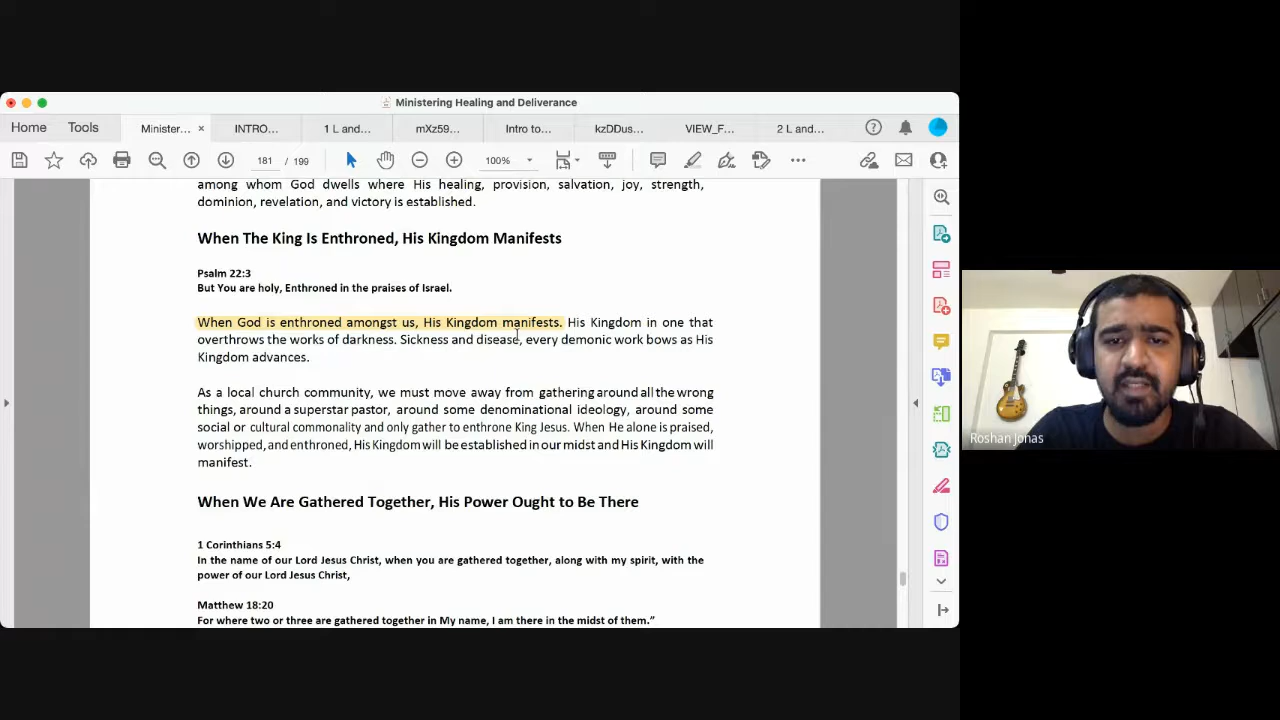 Ministering Healing and Deliverance
Home Tools Minister... × INTRO... 1 L and... mXz59... Intro to... kzDDus... VIEW_F... 2 L and...
181 / 199 100%
among whom God dwells where His healing, provision, salvation, joy, strength,
dominion, revelation, and victory is established.
When The King Is Enthroned, His Kingdom Manifests
Psalm 22:3
But You are holy, Enthroned in the praises of Israel.
When God is enthroned amongst us, His Kingdom manifests. His Kingdom in one that
overthrows the works of darkness. Sickness and disease, every demonic work bows as His
Kingdom advances.
As a local church community, we must move away from gathering around all the wrong
things, around a superstar pastor, around some denominational ideology, around some
social or cultural commonality and only gather to enthrone King Jesus. When He alone is praised,
worshipped, and enthroned, His Kingdom will be established in our midst and His Kingdom will
manifest.
When We Are Gathered Together, His Power Ought to Be There
1 Corinthians 5:4
In the name of our Lord Jesus Christ, when you are gathered together, along with my spirit, with the
power of our Lord Jesus Christ,
Matthew 18:20
For where two or three are gathered together in My name, I am there in the midst of them.”
Roshan Jonas